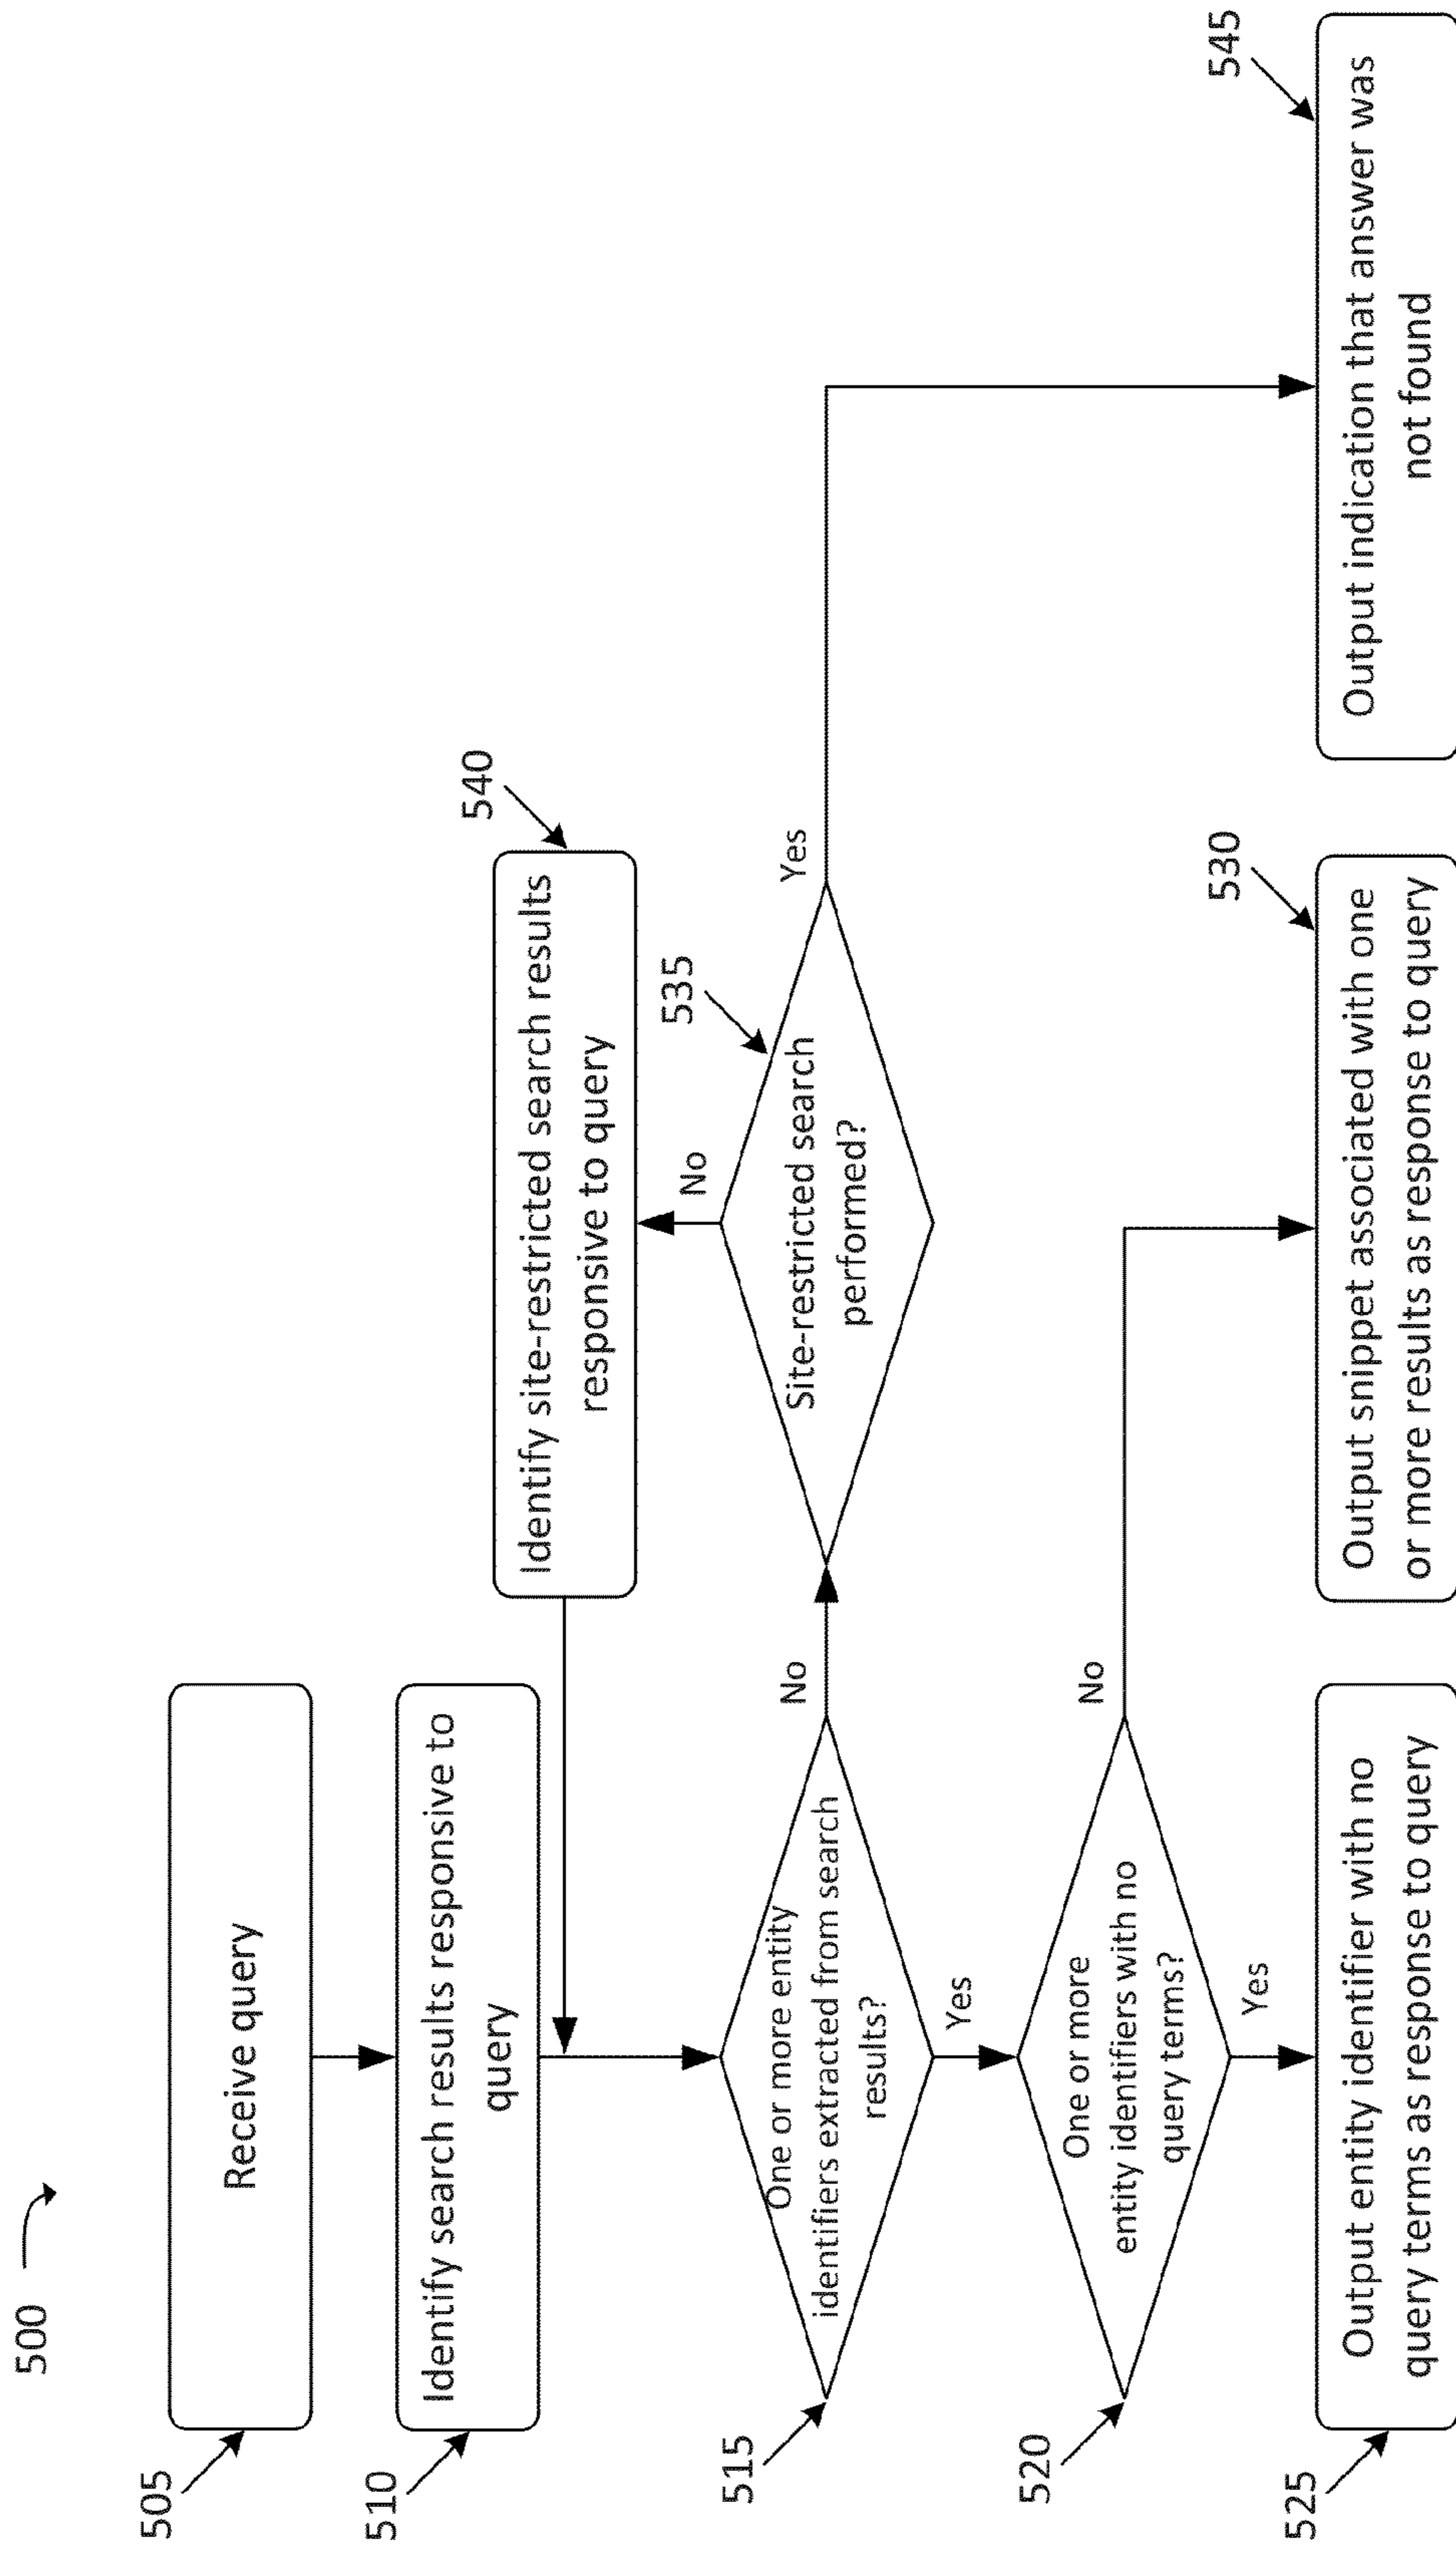 500
505
Receive query
510
Identify search results responsive to
query
540
Identify site-restricted search results
responsive to query
515
One or more entity
identifiers extracted from search
results?
No
Yes
535
Site-restricted search
performed?
No
Yes
520
One or more
entity identifiers with no
query terms?
No
Yes
525
Output entity identifier with no
query terms as response to query
530
Output snippet associated with one
or more results as response to query
545
Output indication that answer was
not found